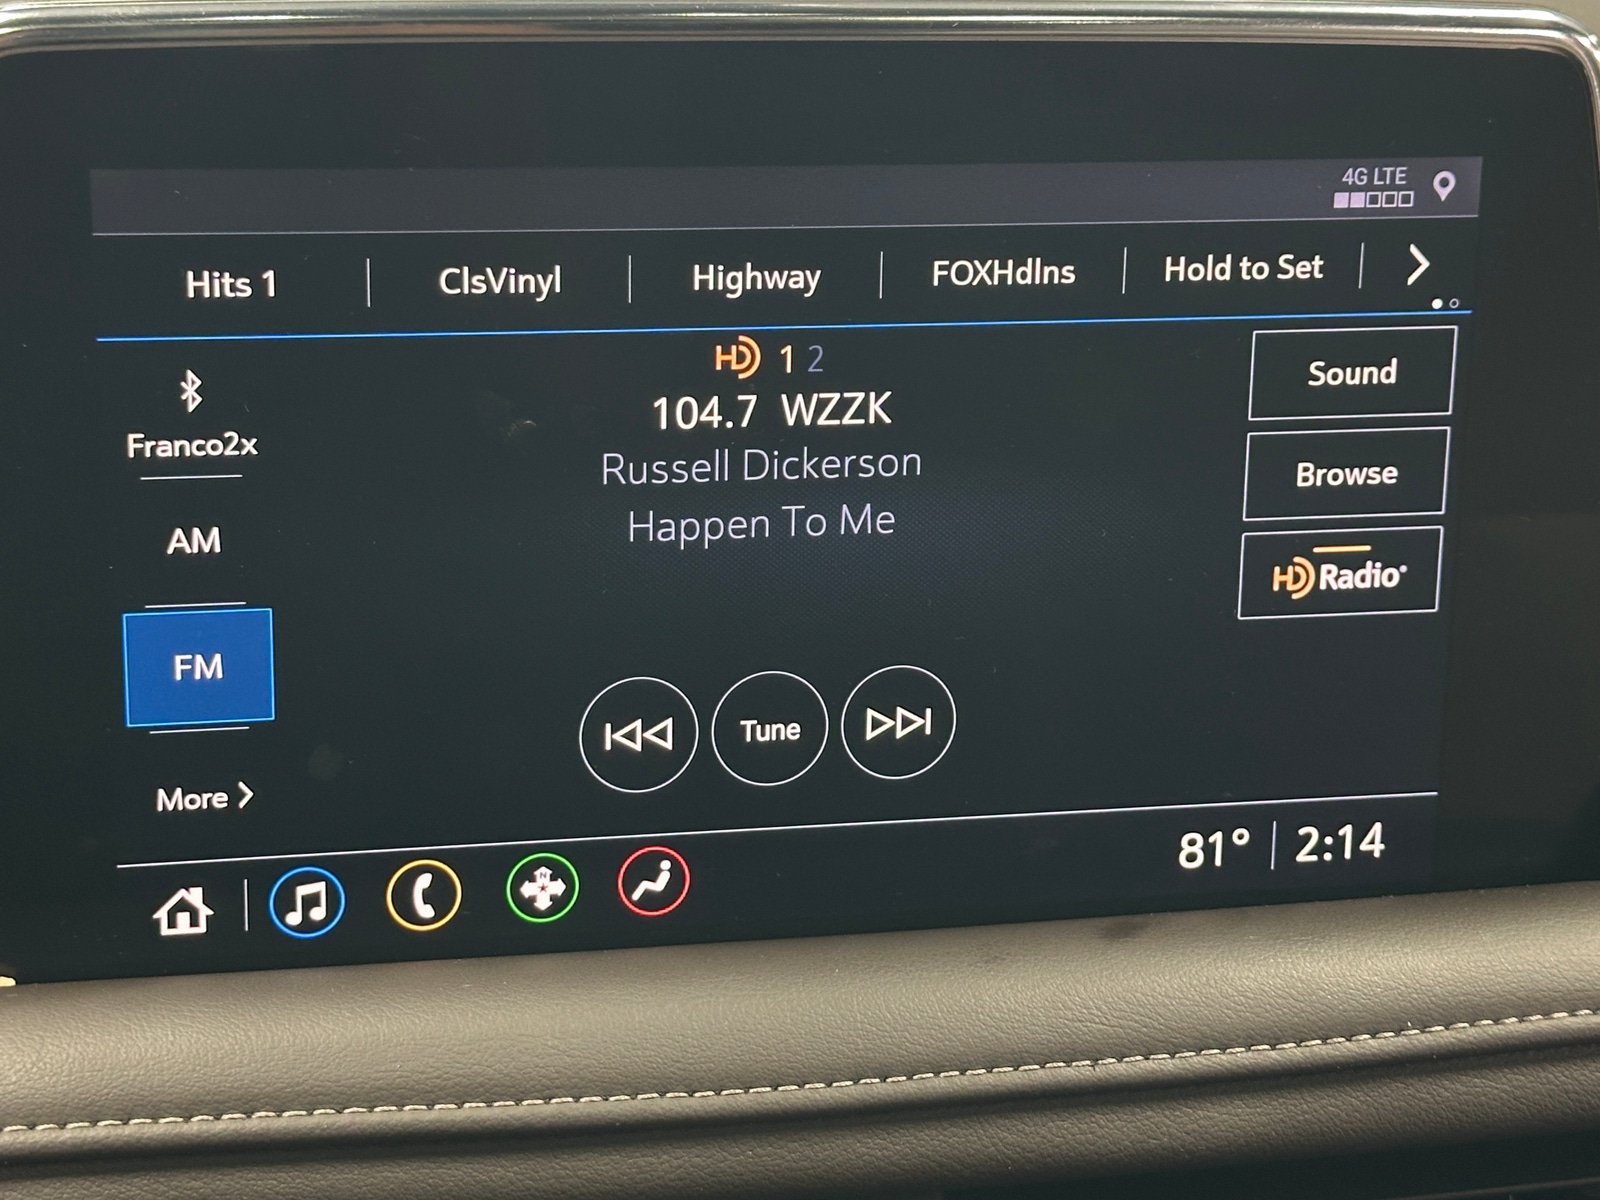 4G LTE
Hits 1
ClsVinyl
Highway
FOXHdlns
Hold to Set
HD 1 2
104.7 WZZK
Russell Dickerson
Happen To Me
Franco2x
AM
FM
More >
Sound
Browse
HD Radio
Tune
N
81° | 2:14